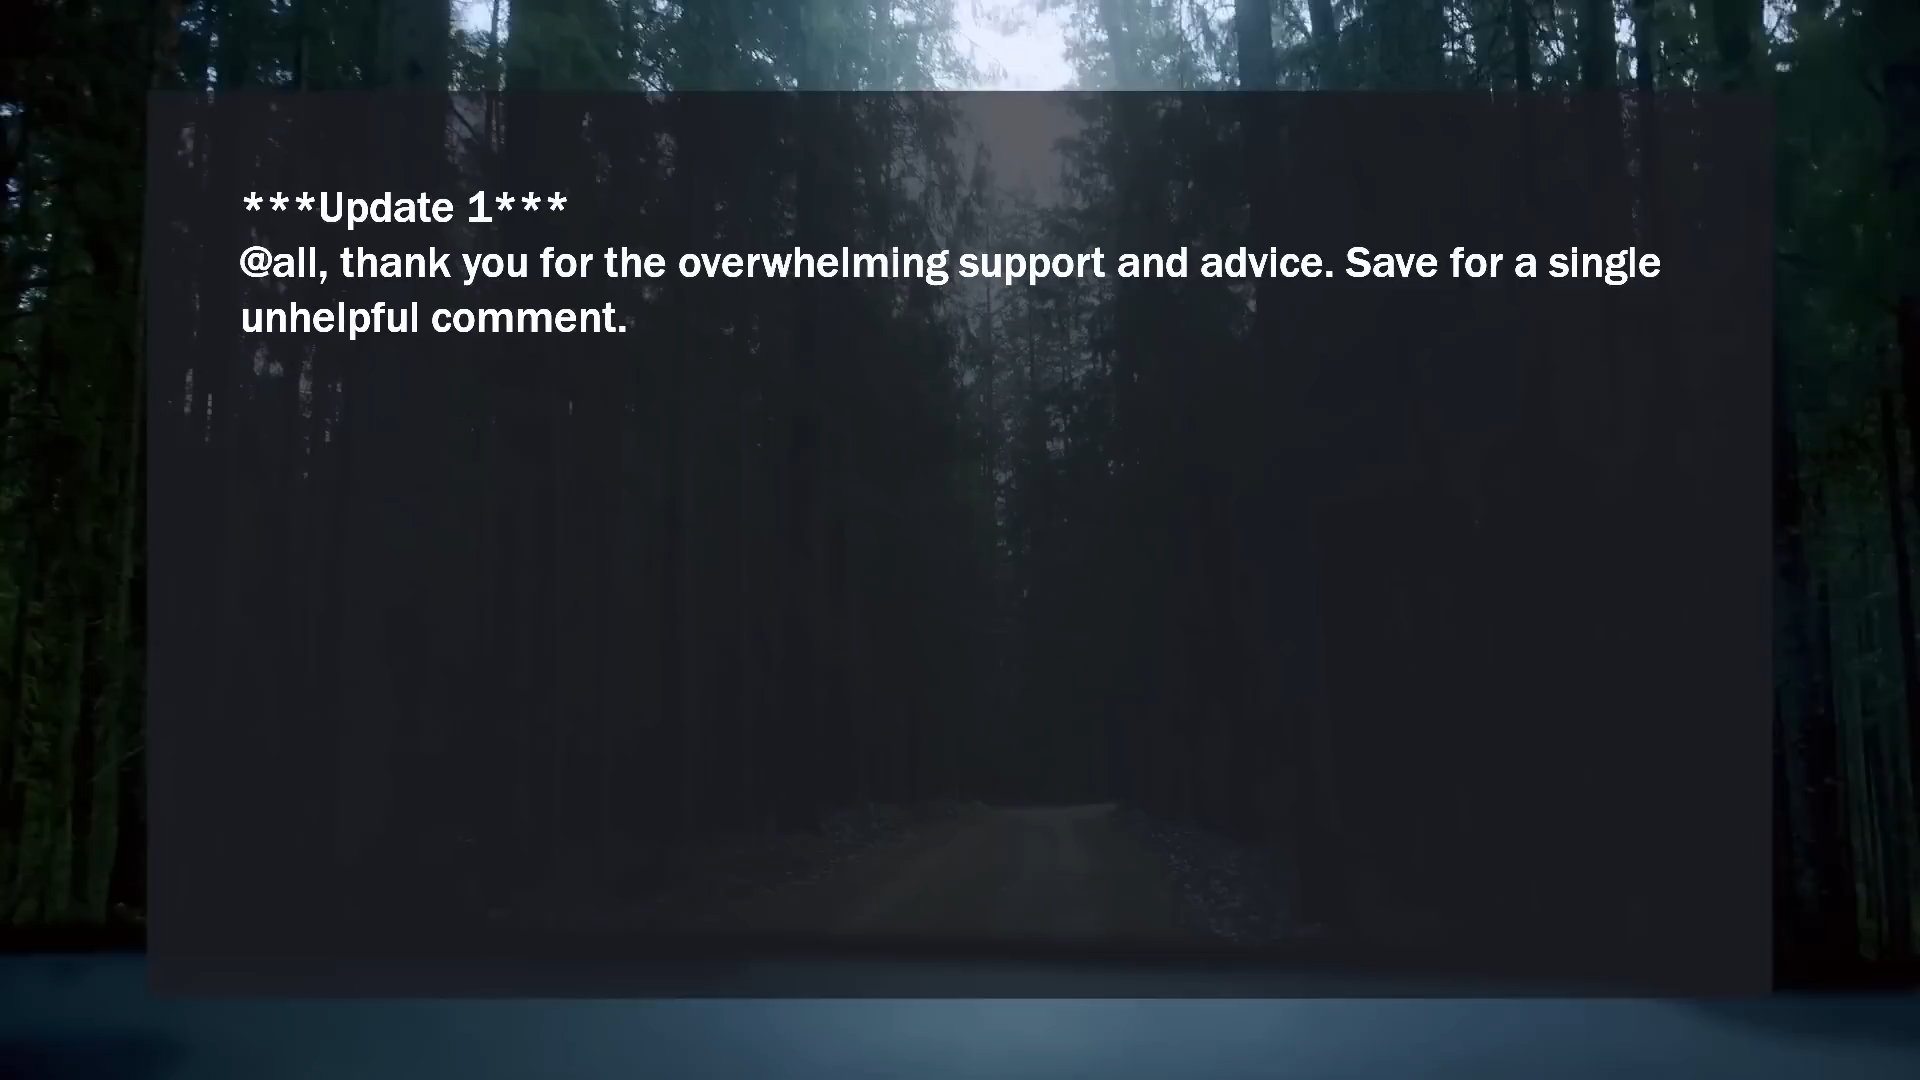 ***Update 1***
@all, thank you for the overwhelming support and advice. Save for a single
unhelpful comment.